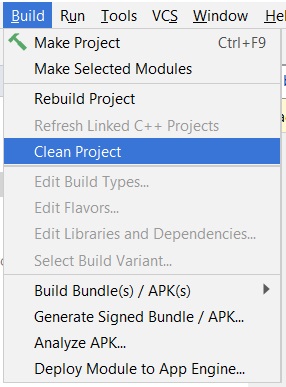 Build Run Tools VCS Window He
Make Project Ctrl+F9
Make Selected Modules
Rebuild Project
Refresh Linked C++ Projects
Clean Project
Edit Build Types...
Edit Flavors...
Edit Libraries and Dependencies...
Select Build Variant...
Build Bundle(s) / APK(s)
Generate Signed Bundle / APK...
Analyze APK...
Deploy Module to App Engine...